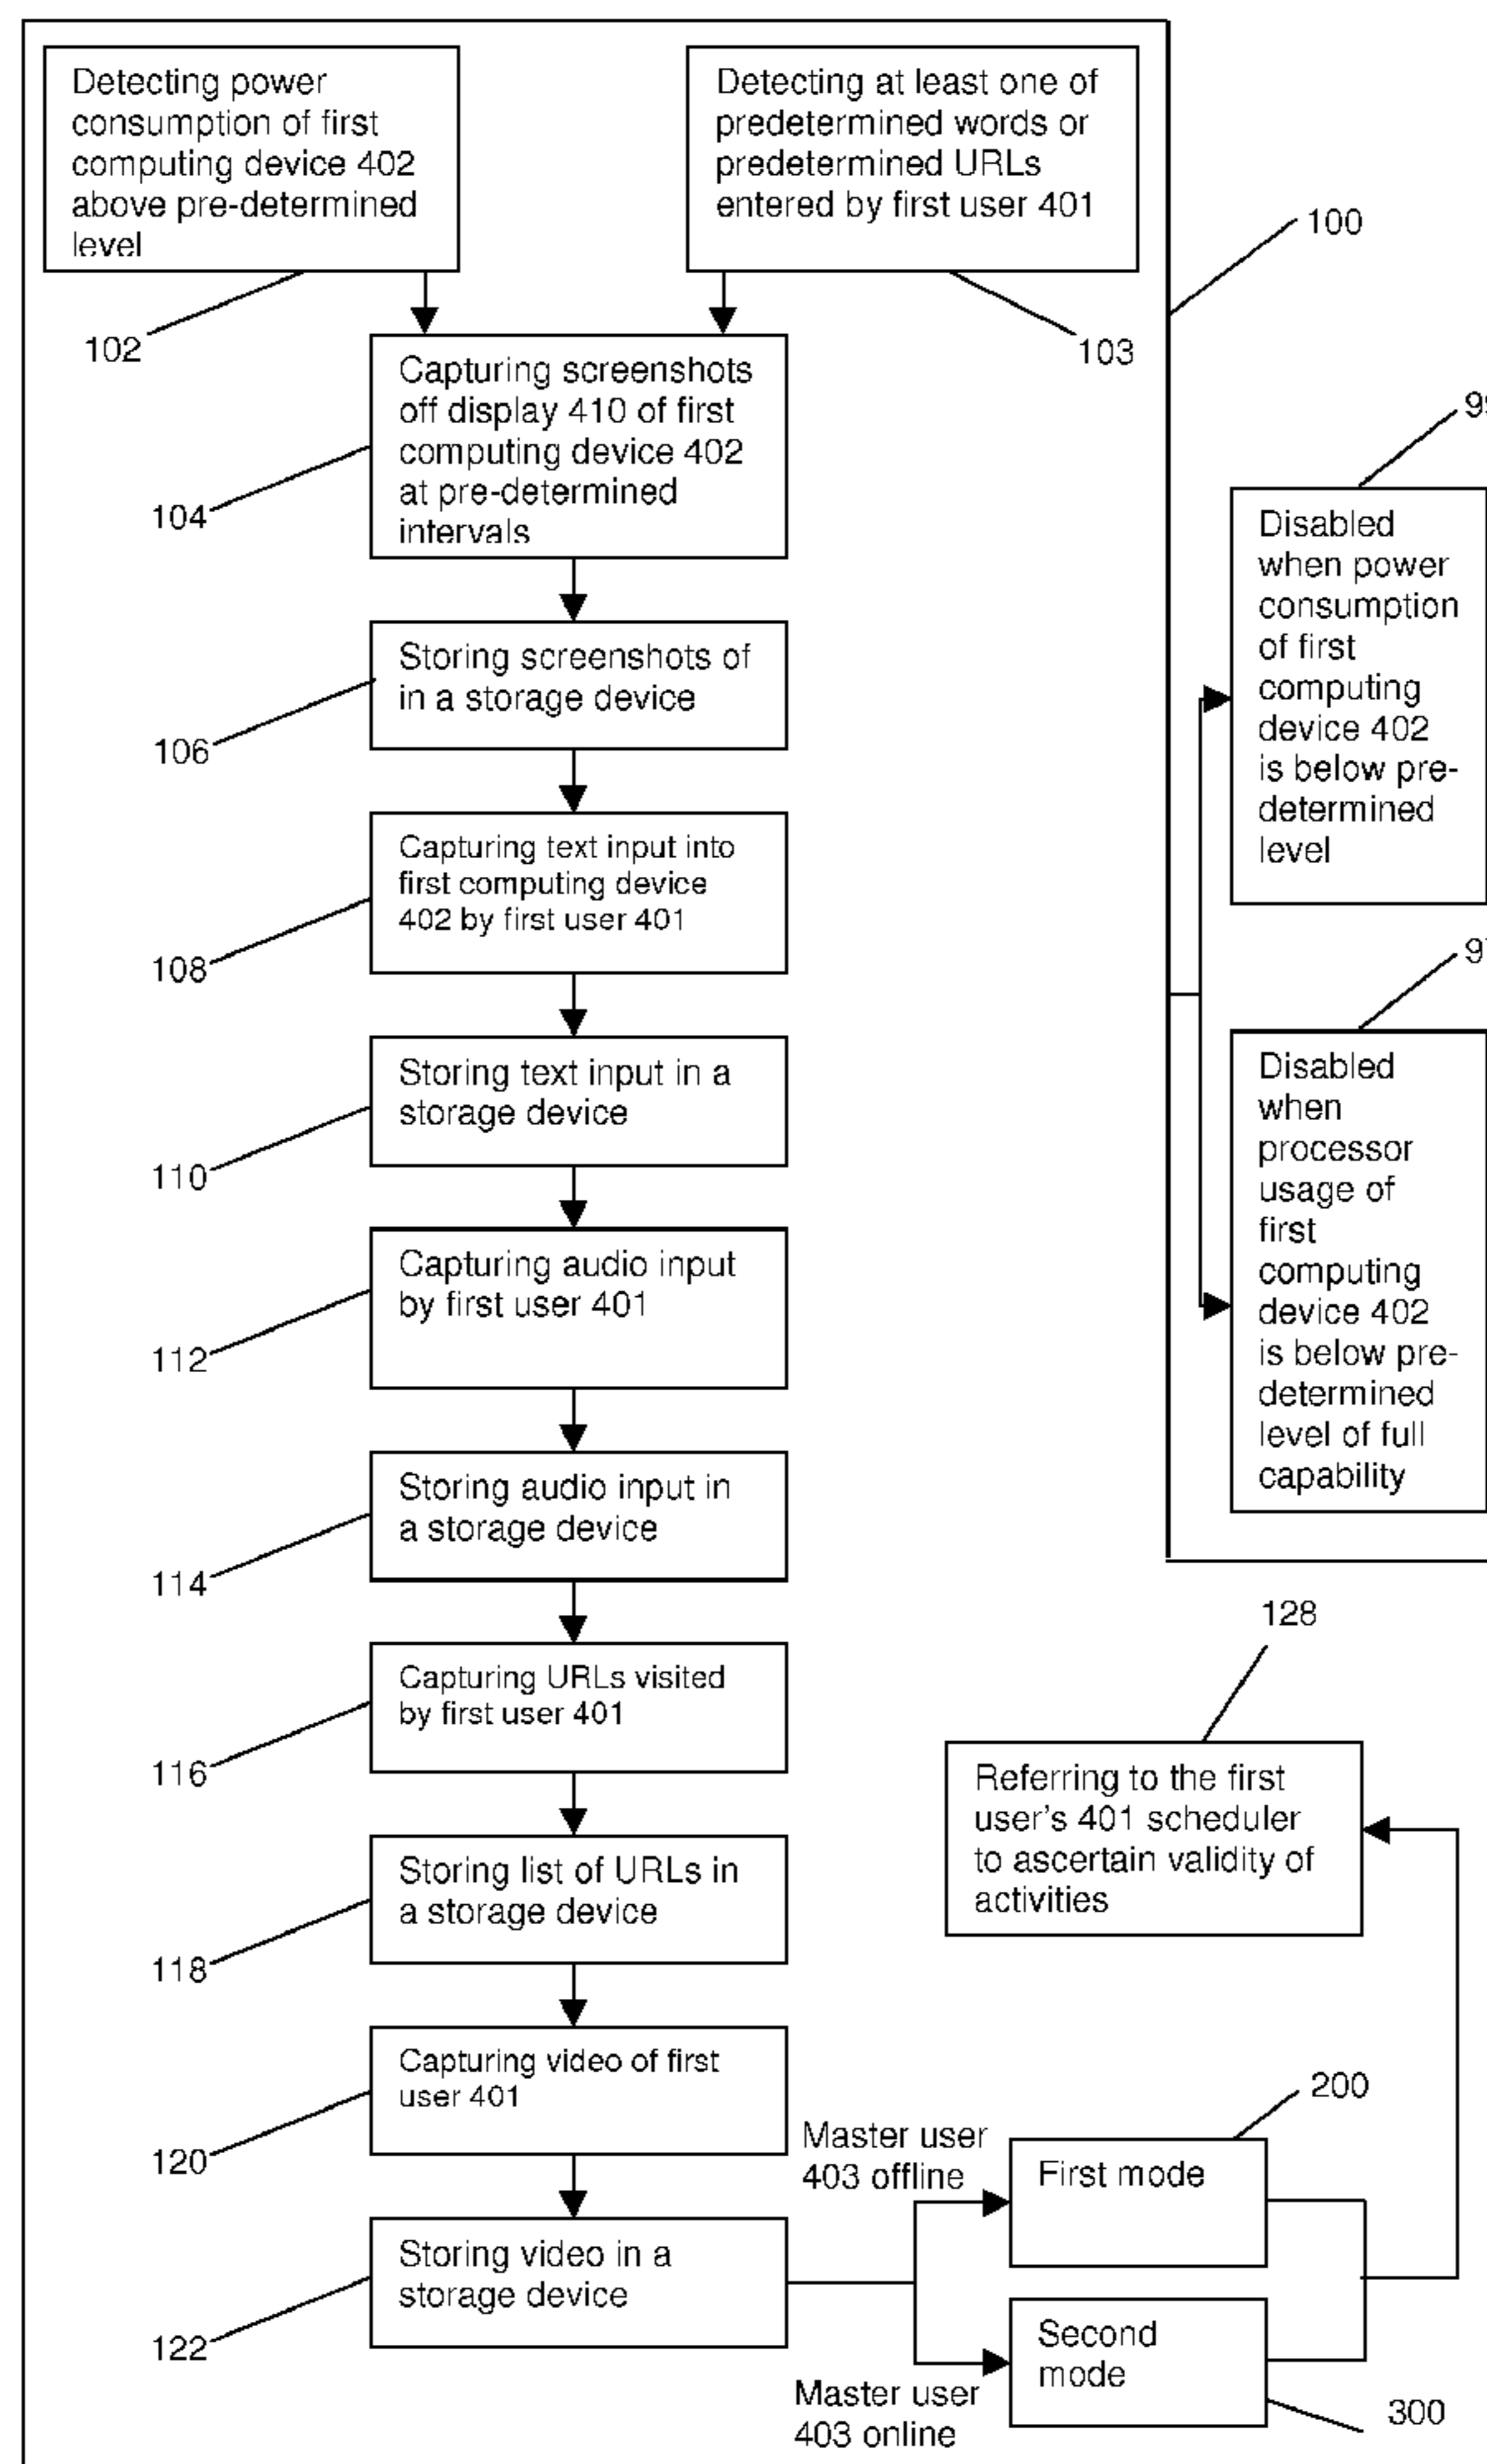 Detecting power
consumption of first
computing device 402
above pre-determined
level
Detecting at least one of
predetermined words or
predetermined URLs
entered by first user 401
100
102
103
Capturing screenshots
off display 410 of first
computing device 402
at pre-determined
intervals
104
Disabled
when power
consumption
of first
computing
device 402
is below pre-
determined
level
Storing screenshots of
in a storage device
106
Capturing text input into
first computing device
402 by first user 401
108
Disabled
when
processor
usage of
first
computing
device 402
is below pre-
determined
level of full
capability
Storing text input in a
storage device
110
Capturing audio input
by first user 401
112
Storing audio input in
a storage device
114
Capturing URLs visited
by first user 401
116
128
Referring to the first
user's 401 scheduler
to ascertain validity of
activities
Storing list of URLs in
a storage device
118
Capturing video of first
user 401
120
Master user
403 offline
First mode
200
Storing video in a
storage device
122
Second
mode
Master user
403 online
300